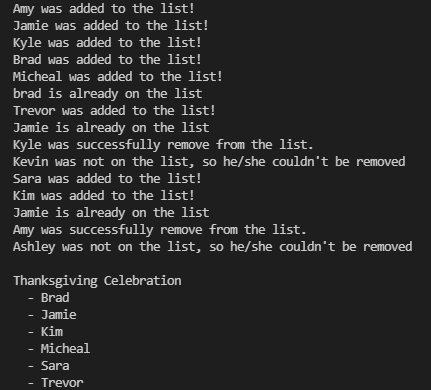 Amy was added to the list!
Jamie was added to the list!
Kyle was added to the list!
Brad was added to the list!
Micheal was added to the list!
brad is already on the list
Trevor was added to the list!
Jamie is already on the list
Kyle was successfully remove from the list.
Kevin was not on the list, so he/she couldn't be removed
Sara was added to the list!
Kim was added to the list!
Jamie is already on the list
Amy was successfully remove from the list.
Ashley was not on the list, so he/she couldn't be removed
Thanksgiving Celebration
- Brad
- Jamie
- Kim
- Micheal
- Sara
- Trevor